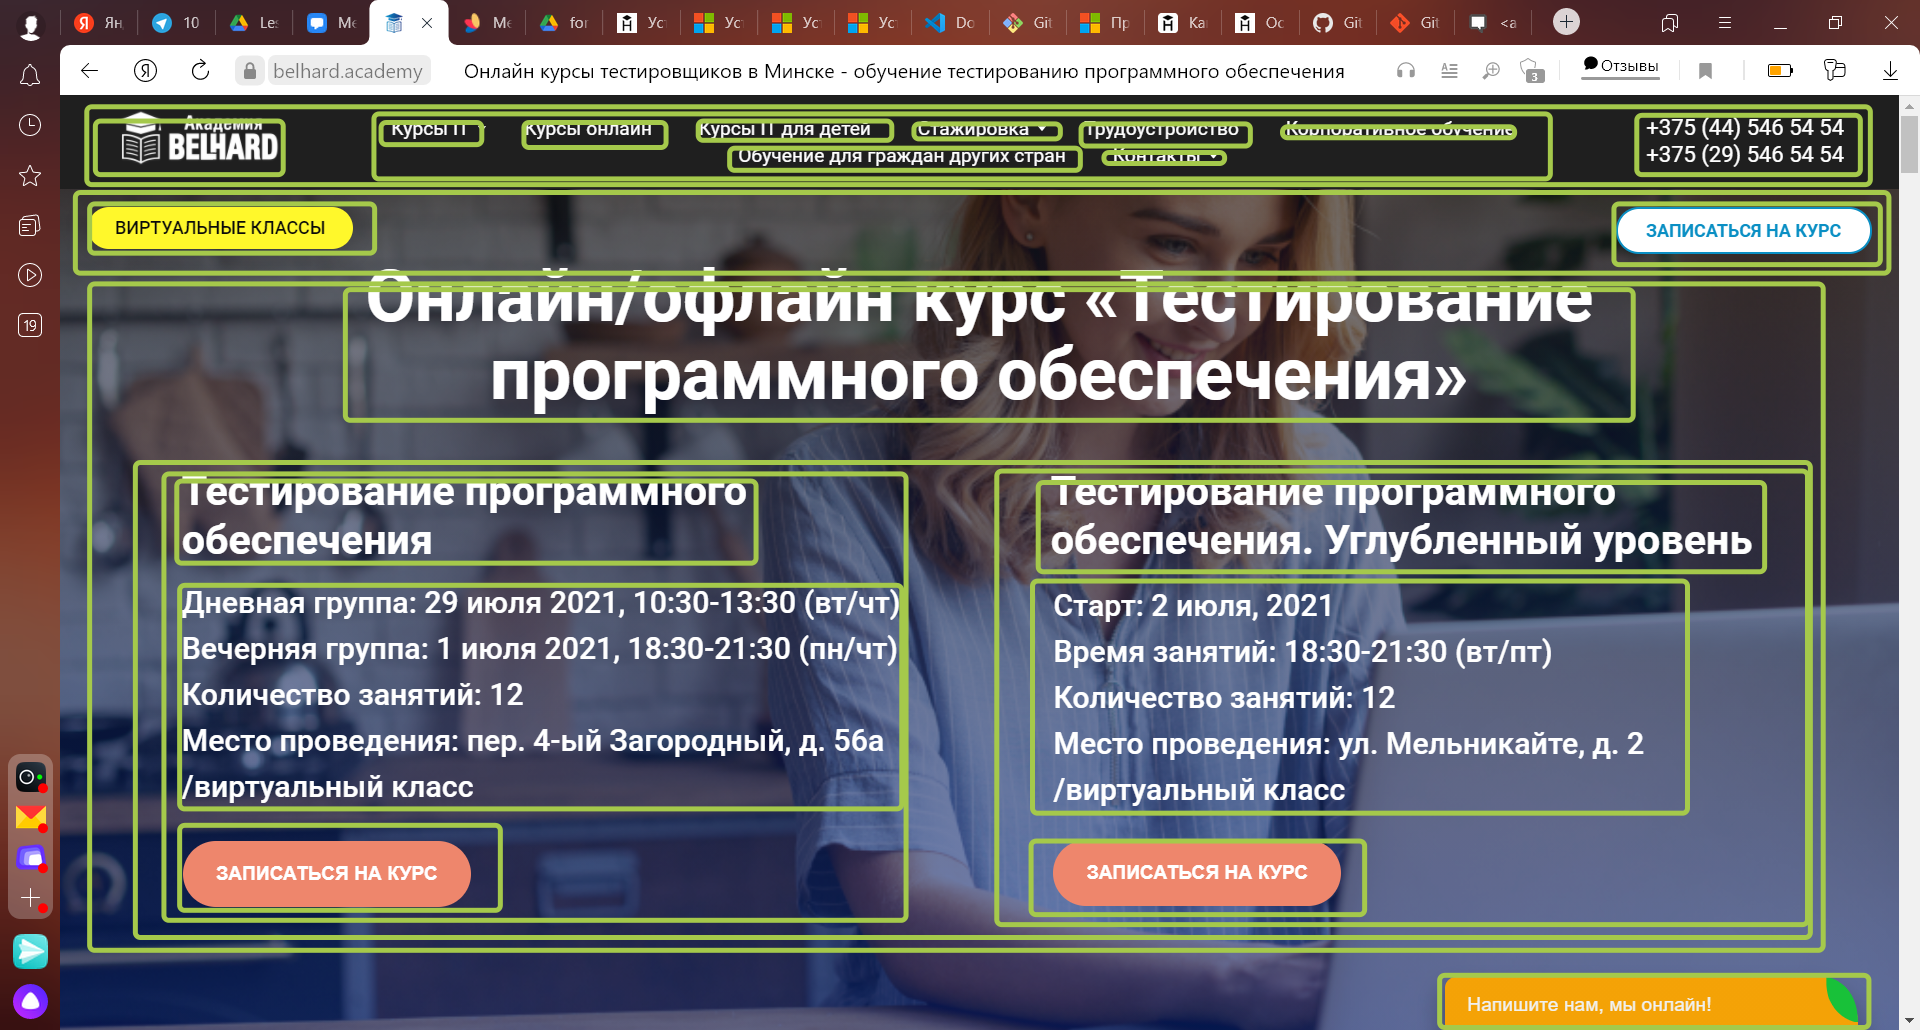 Ян
10
Les
Ме
Ме
for
Ус
Ус
Ус
Ус
Do
Git
Пр
Ка
Ос
Git
Git
<a
belhard.academy
Онлайн курсы тестировщиков в Минске - обучение тестированию программного обеспечения
3
Отзывы
19
Академия
BELHARD
Курсы IT
Курсы онлайн
Курсы IT для детей
Стажировка
Трудоустройство
Корпоративное обучение
Обучение для граждан других стран
Контакты
+375 (44) 546 54 54
+375 (29) 546 54 54
ВИРТУАЛЬНЫЕ КЛАССЫ
ЗАПИСАТЬСЯ НА КУРС
Онлайн/офлайн курс «Тестирование
программного обеспечения»
Тестирование программного
обеспечения
Дневная группа: 29 июля 2021, 10:30-13:30 (вт/чт)
Вечерняя группа: 1 июля 2021, 18:30-21:30 (пн/чт)
Количество занятий: 12
Место проведения: пер. 4-ый Загородный, д. 56а
/виртуальный класс
ЗАПИСАТЬСЯ НА КУРС
Тестирование программного
обеспечения. Углубленный уровень
Старт: 2 июля, 2021
Время занятий: 18:30-21:30 (вт/пт)
Количество занятий: 12
Место проведения: ул. Мельникайте, д. 2
/виртуальный класс
ЗАПИСАТЬСЯ НА КУРС
Напишите нам, мы онлайн!